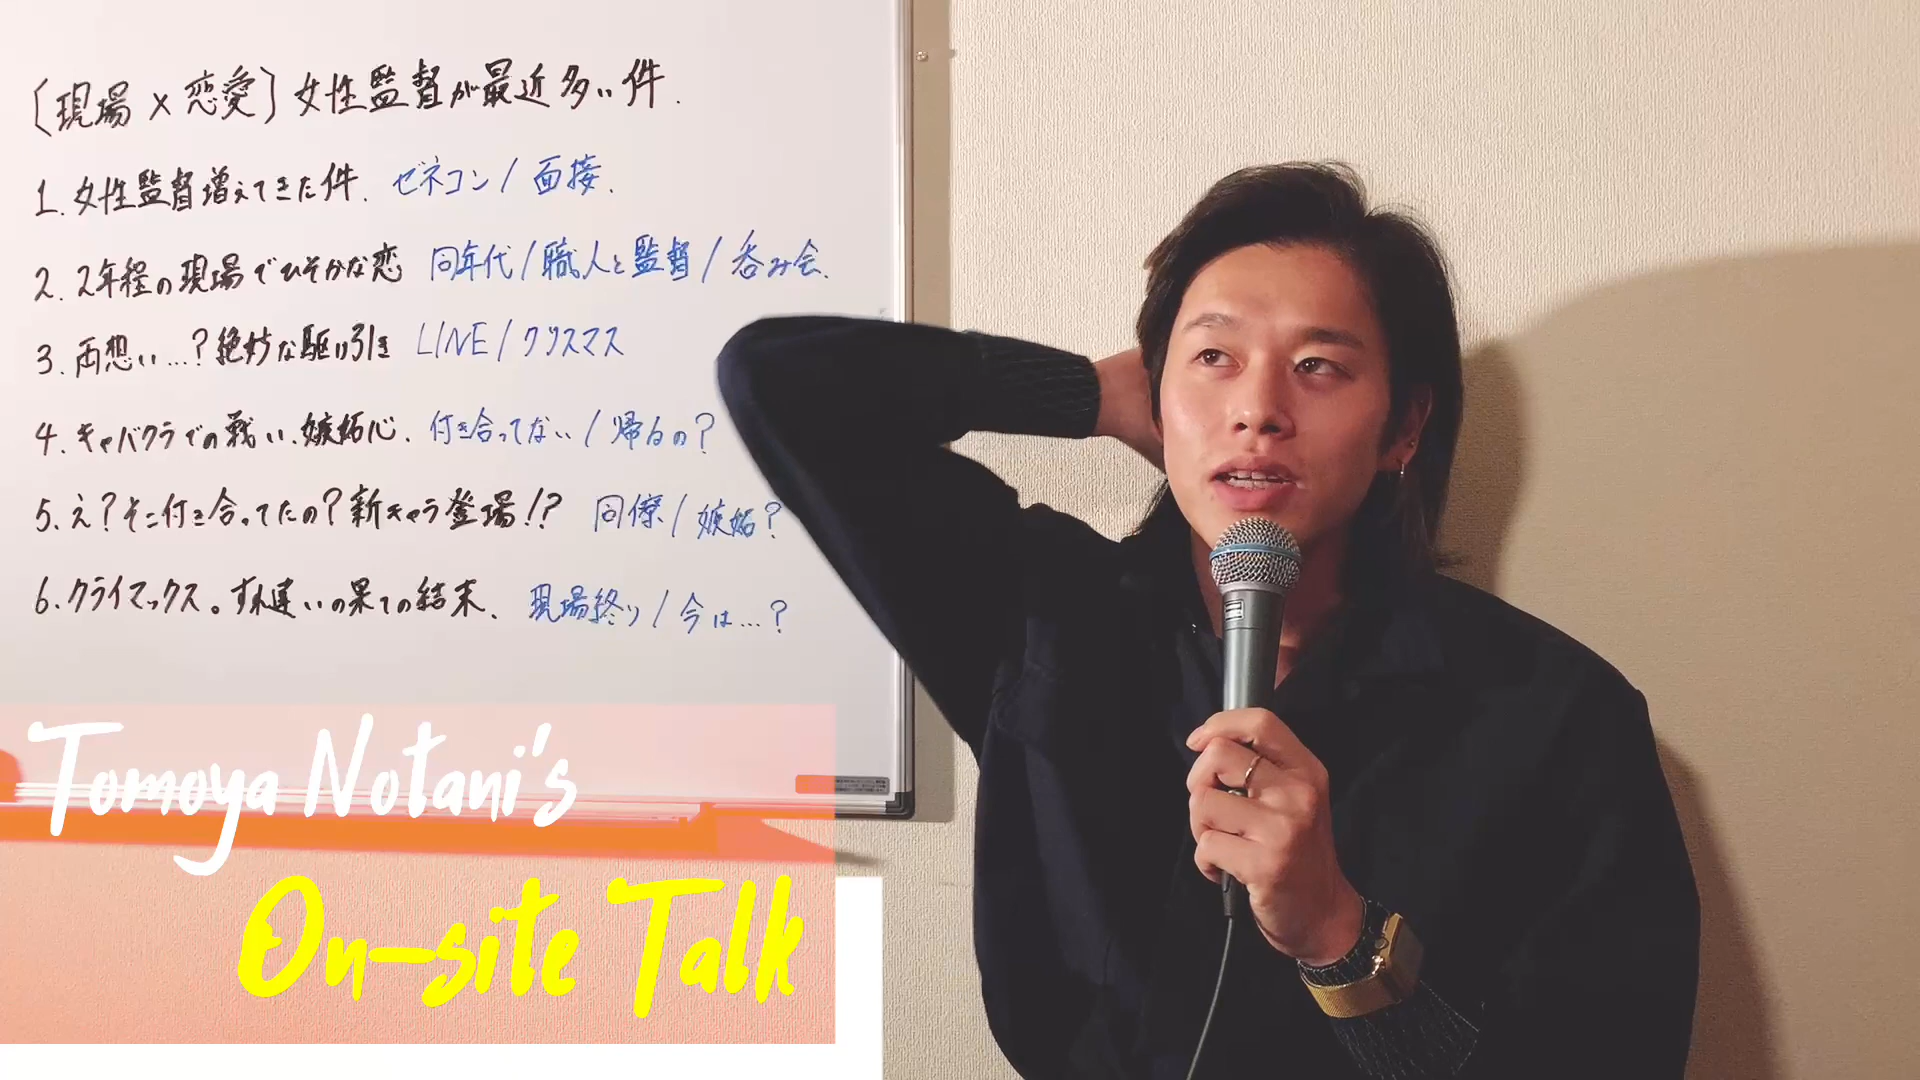 〔現場×恋愛〕女性監督が最近多い件.
1. 女性監督増えてきた件. ゼネコン/面接.
2. 2年程の現場でひそかな恋 同年代/職人と監督/呑み会.
3. 両想い…?絶妙な駆け引き LINE/クリスマス
4. キャバクラでの戦い、嫉妬心. 付き合ってない/帰るの?
5. え?そこ付き合ってたの?新キャラ登場!? 同僚/嫉妬?
6. クライマックス。すれ違いの果ての結末. 現場終り/今は…?
Tomoya Notani's
On-site Talk